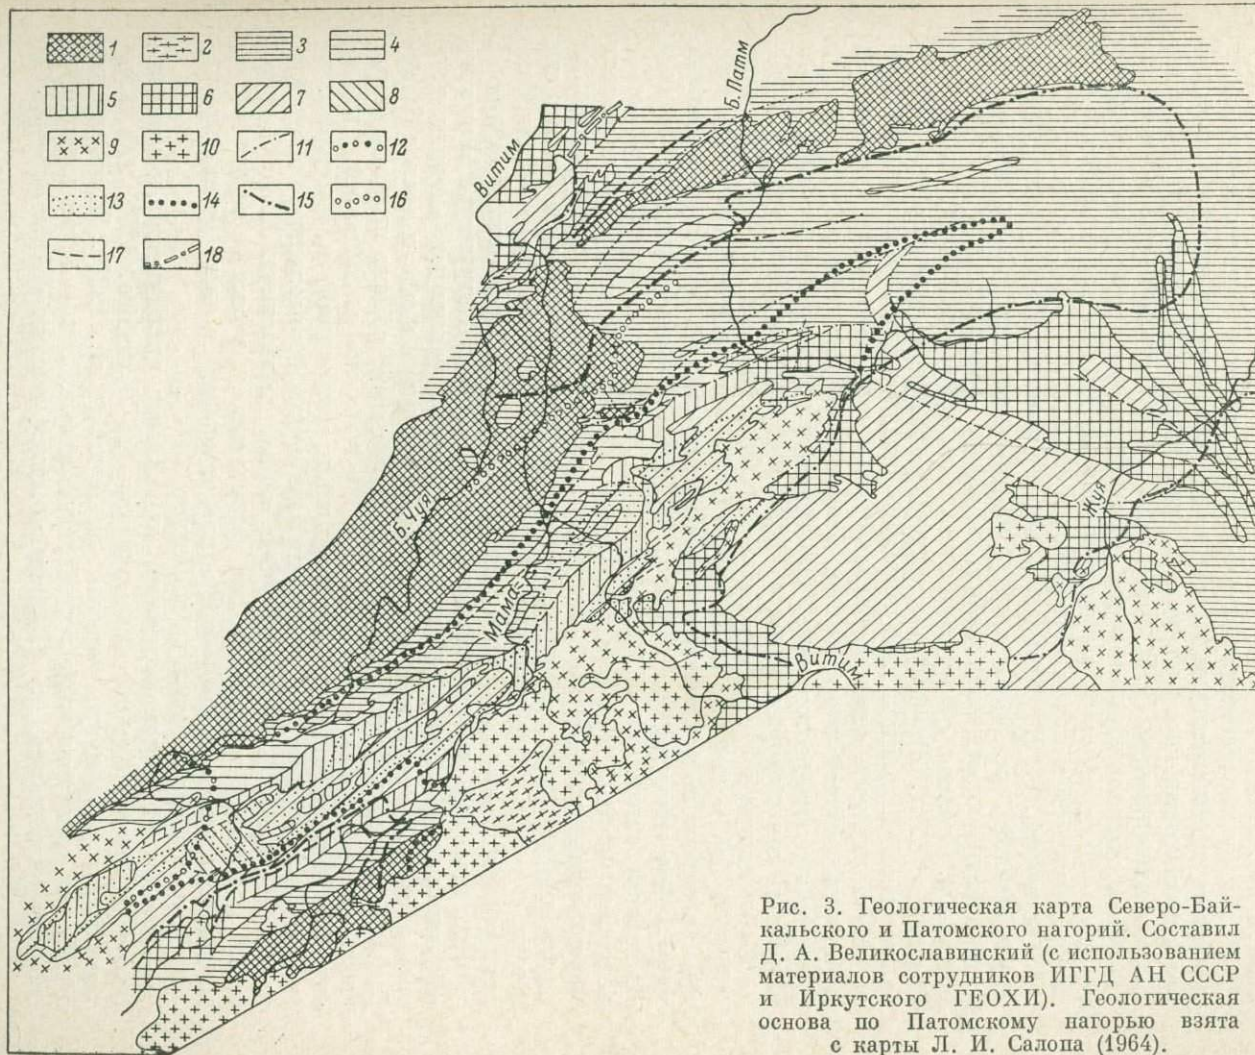 1 2 3 4
5 6 7 8
9 10 11 12
13 14 15 16
17 18
Б. Патм
Витим
Б. Чуя
Мама
Жуя
Витим
Рис. 3. Геологическая карта Северо-Бай-
кальского и Патомского нагорий. Составил
Д. А. Великославинский (с использованием
материалов сотрудников ИГГД АН СССР
и Иркутского ГЕОХИ). Геологическая
основа по Патомскому нагорью взята
с карты Л. И. Салопа (1964).